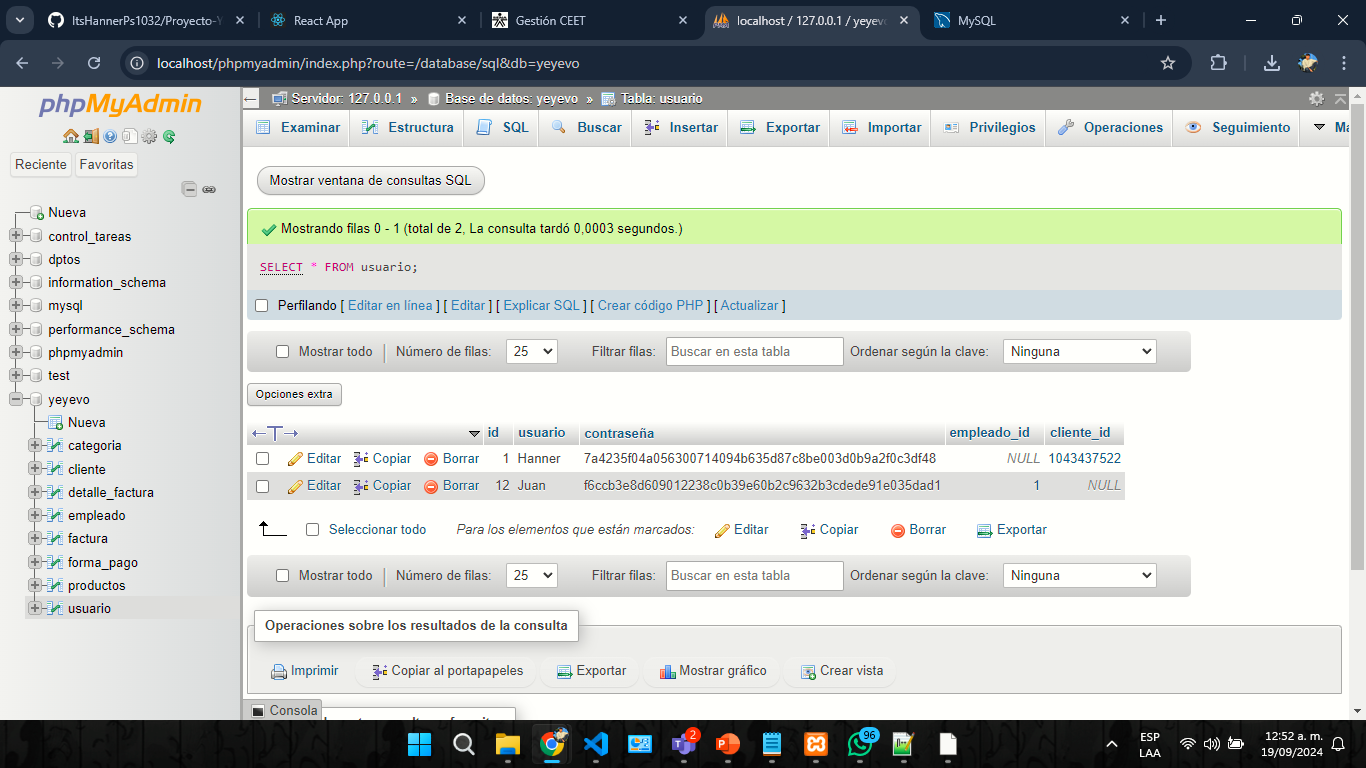 ItsHannerPs1032/Proyecto-Y
React App
Gestión CEET
localhost / 127.0.0.1 / yeyevo
MySQL
localhost/phpmyadmin/index.php?route=/database/sql&db=yeyevo
phpMyAdmin
Reciente Favoritas
Nueva
control_tareas
dptos
information_schema
mysql
performance_schema
phpmyadmin
test
yeyevo
Nueva
categoria
cliente
detalle_factura
empleado
factura
forma_pago
productos
usuario
Servidor: 127.0.0.1 » Base de datos: yeyevo » Tabla: usuario
Examinar Estructura SQL Buscar Insertar Exportar Importar Privilegios Operaciones Seguimiento
Mostrar ventana de consultas SQL
Mostrando filas 0 - 1 (total de 2, La consulta tardó 0,0003 segundos.)
SELECT * FROM usuario;
Perfilando [ Editar en línea ] [ Editar ] [ Explicar SQL ] [ Crear código PHP ] [ Actualizar ]
Mostrar todo Número de filas: 25 Filtrar filas: Buscar en esta tabla Ordenar según la clave: Ninguna
Opciones extra
←T→ id usuario contraseña empleado_id cliente_id
Editar Copiar Borrar 1 Hanner 7a4235f04a056300714094b635d87c8be003d0b9a2f0c3df48 NULL 1043437522
Editar Copiar Borrar 12 Juan f6ccb3e8d609012238c0b39e60b2c9632b3cdede91e035dad1 1 NULL
Seleccionar todo Para los elementos que están marcados: Editar Copiar Borrar Exportar
Mostrar todo Número de filas: 25 Filtrar filas: Buscar en esta tabla Ordenar según la clave: Ninguna
Operaciones sobre los resultados de la consulta
Imprimir Copiar al portapapeles Exportar Mostrar gráfico Crear vista
Consola
2
96
ESP
LAA
12:52 a. m.
19/09/2024